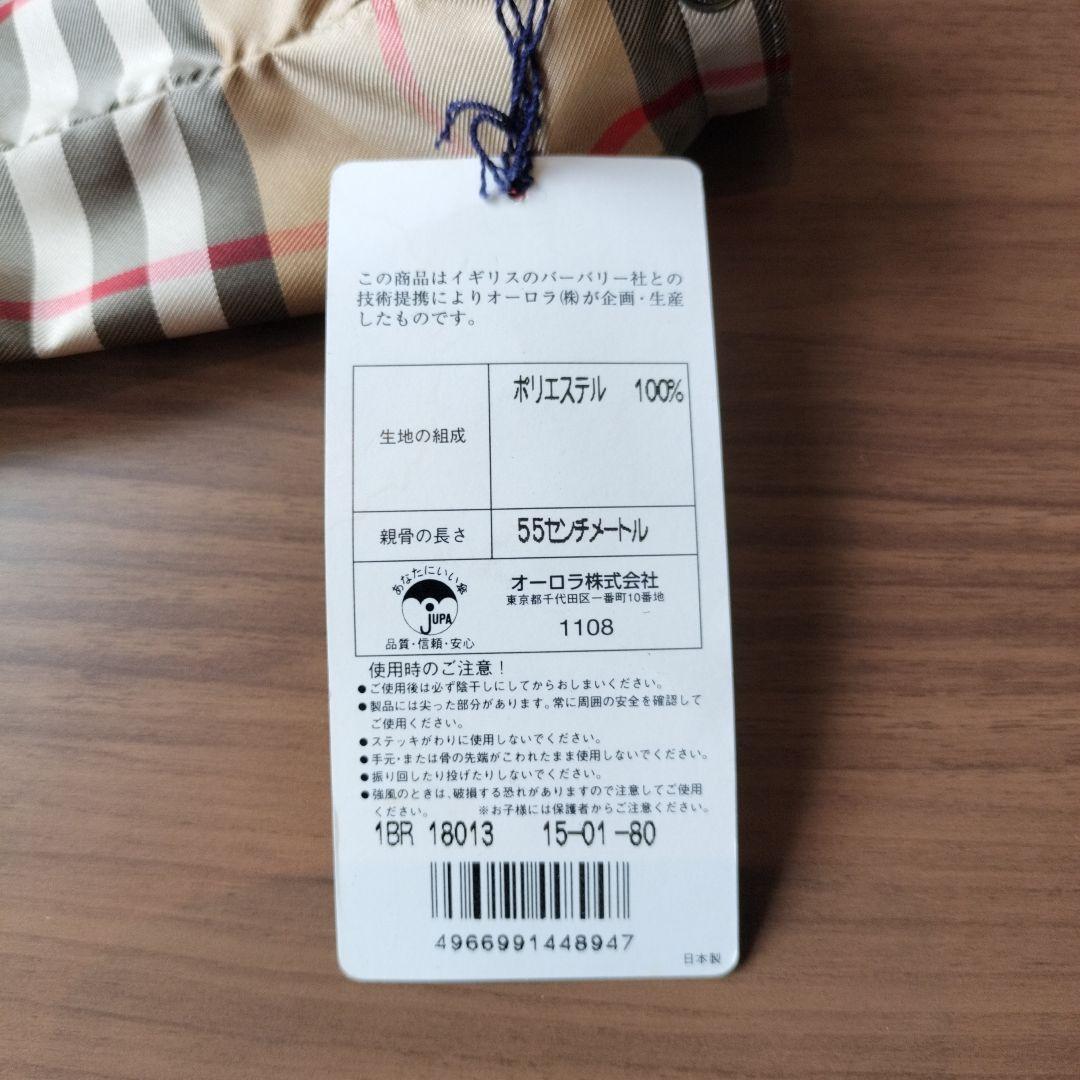 この商品はイギリスのバーバリー社との
技術提携によりオーロラ㈱が企画・生産
したものです。
生地の組成
ポリエステル 100%
親骨の長さ
55センチメートル
あなたにいい傘
JUPA
品質・信頼・安心
オーロラ株式会社
東京都千代田区一番町10番地
1108
使用時のご注意!
●ご使用後は必ず陰干しにしてからおしまいください。
●製品には尖った部分があります。常に周囲の安全を確認して
ご使用ください。
●ステッキがわりに使用しないでください。
●手元・または骨の先端がこわれたまま使用しないでください。
●振り回したり投げたりしないでください。
●強風のときは、破損する恐れがありますので注意してご使用
ください。 ※お子様には保護者からご注意ください。
1BR 18013 15-01-80
4966991448947
日本製